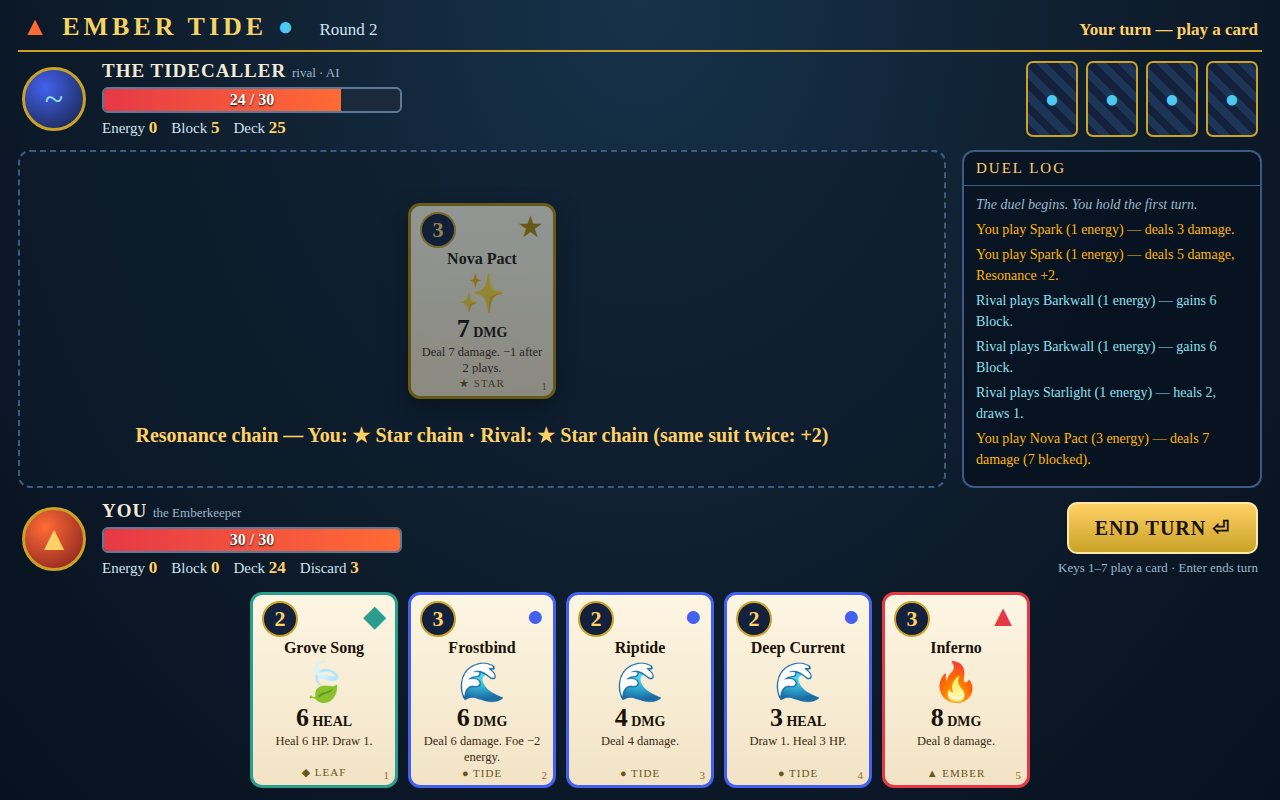 ▲ EMBER TIDE ● Round 2
Your turn — play a card
~
THE TIDECALLER rival · AI
24 / 30
Energy 0 Block 5 Deck 25
3 ★
Nova Pact
7 DMG
Deal 7 damage. −1 after
2 plays.
★ STAR 1
Resonance chain — You: ★ Star chain · Rival: ★ Star chain (same suit twice: +2)
DUEL LOG
The duel begins. You hold the first turn.
You play Spark (1 energy) — deals 3 damage.
You play Spark (1 energy) — deals 5 damage,
Resonance +2.
Rival plays Barkwall (1 energy) — gains 6
Block.
Rival plays Barkwall (1 energy) — gains 6
Block.
Rival plays Starlight (1 energy) — heals 2,
draws 1.
You play Nova Pact (3 energy) — deals 7
damage (7 blocked).
▲
YOU the Emberkeeper
30 / 30
Energy 0 Block 0 Deck 24 Discard 3
END TURN ⏎
Keys 1–7 play a card · Enter ends turn
2 ◆
Grove Song
6 HEAL
Heal 6 HP. Draw 1.
◆ LEAF 1
3 ●
Frostbind
6 DMG
Deal 6 damage. Foe −2
energy.
● TIDE 2
2 ●
Riptide
4 DMG
Deal 4 damage.
● TIDE 3
2 ●
Deep Current
3 HEAL
Draw 1. Heal 3 HP.
● TIDE 4
3 ▲
Inferno
8 DMG
Deal 8 damage.
▲ EMBER 5